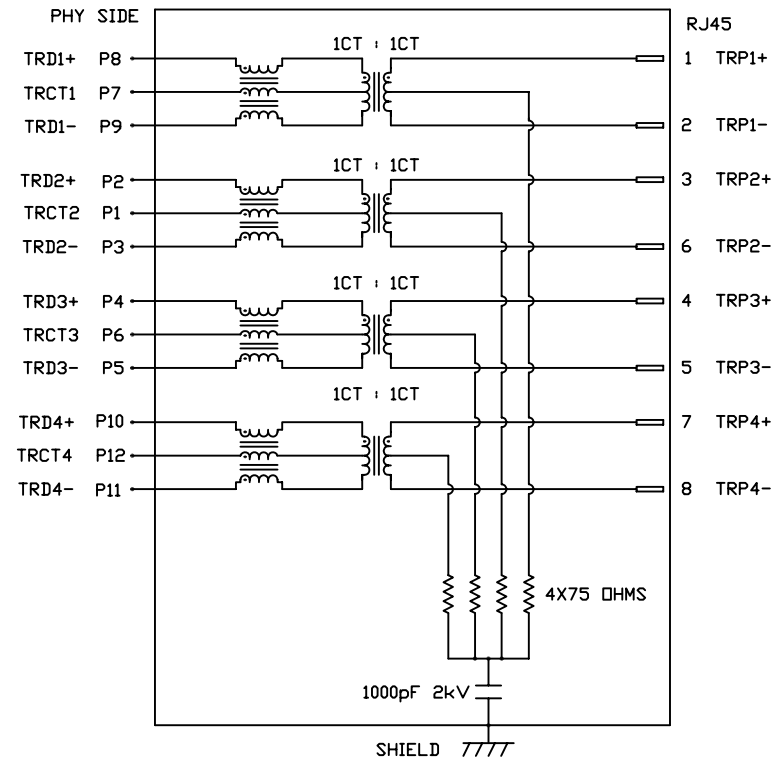 PHY SIDE
RJ45
1CT : 1CT
TRD1+ P8
1 TRP1+
TRCT1 P7
TRD1- P9
2 TRP1-
1CT : 1CT
TRD2+ P2
3 TRP2+
TRCT2 P1
TRD2- P3
6 TRP2-
1CT : 1CT
TRD3+ P4
4 TRP3+
TRCT3 P6
TRD3- P5
5 TRP3-
1CT : 1CT
TRD4+ P10
7 TRP4+
TRCT4 P12
TRD4- P11
8 TRP4-
4X75 OHMS
1000pF 2kV
SHIELD